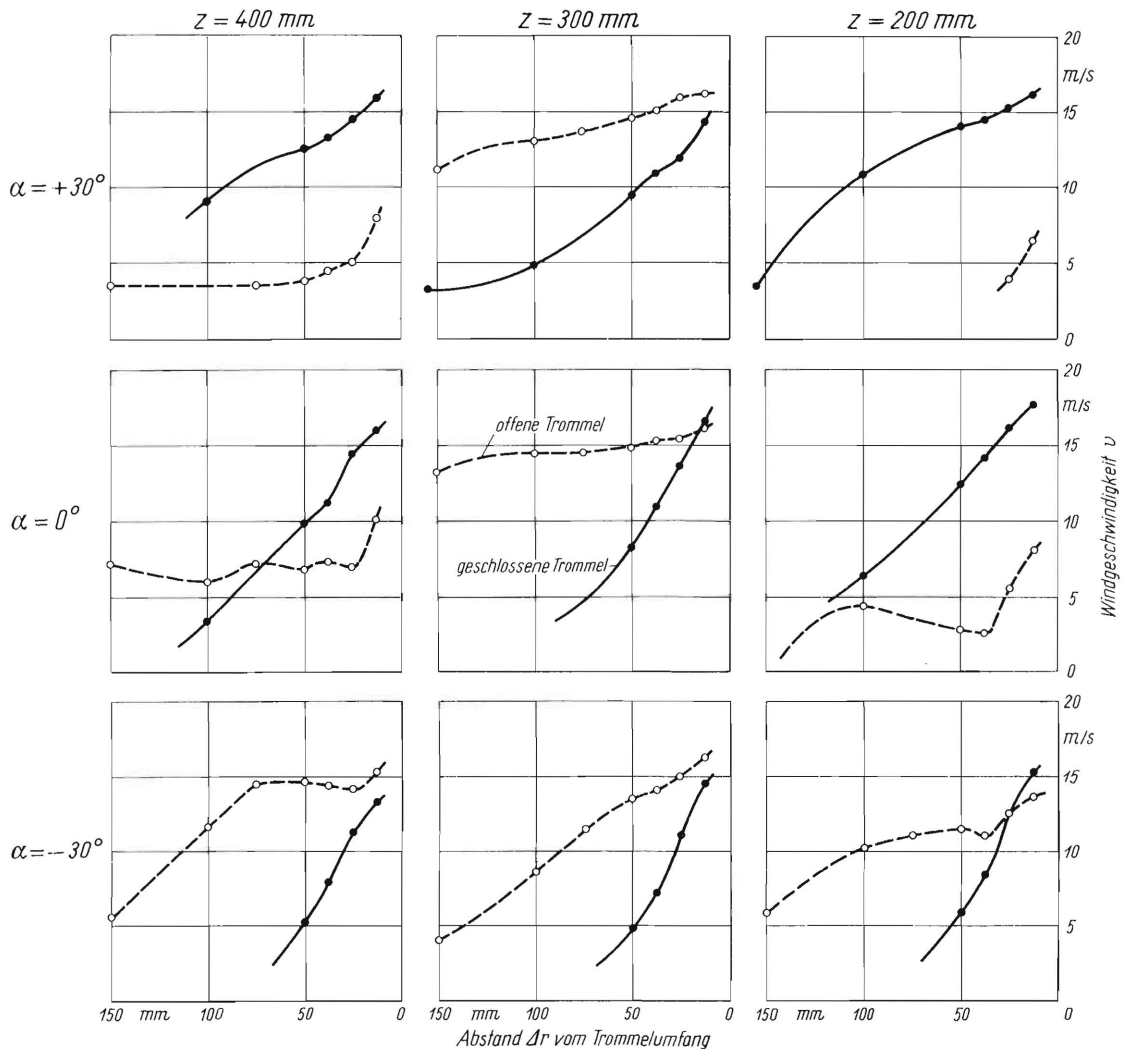 z = 400 mm
z = 300 mm
z = 200 mm
α = +30°
20
m/s
15
10
5
0
α = 0°
offene Trommel
geschlossene Trommel
20
m/s
15
10
5
0
Windgeschwindigkeit v
α = -30°
20
m/s
15
10
5
0
150 mm 100 50 0
150 mm 100 50 0
150 mm 100 50 0
Abstand Δr vom Trommelumfang